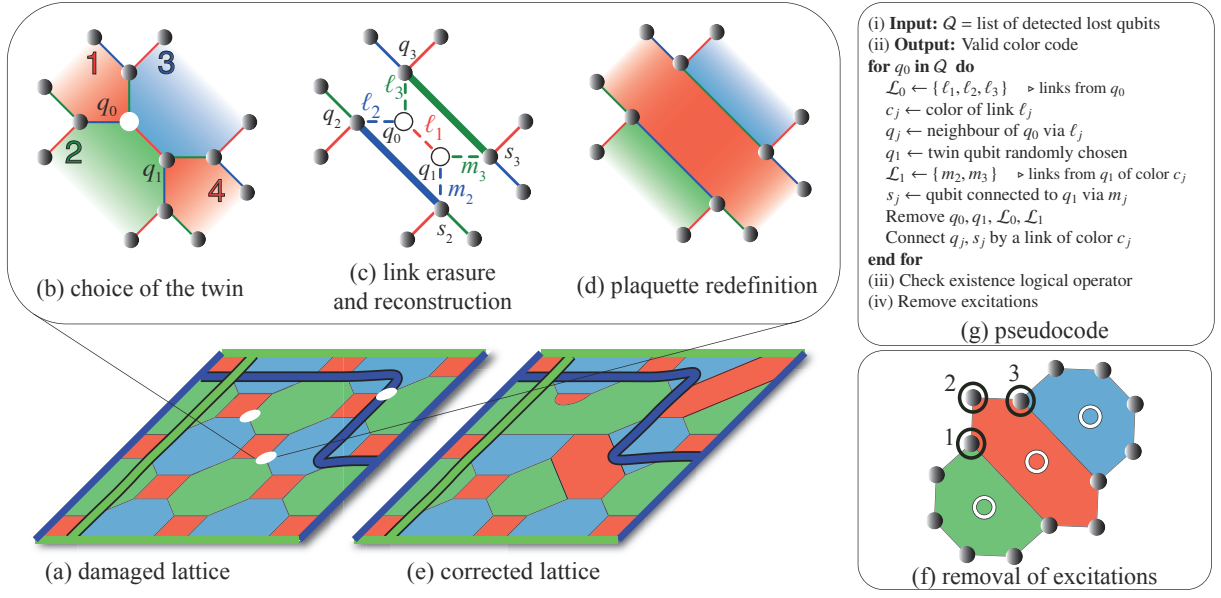 1
3
q0
2
q1
4
(b) choice of the twin
q3
ℓ3
q2
ℓ2
q0
ℓ1
q1
s3
m3
m2
s2
(c) link erasure
and reconstruction
(d) plaquette redefinition
(a) damaged lattice
(e) corrected lattice
(i) Input: Q = list of detected lost qubits
(ii) Output: Valid color code
for q0 in Q do
L0 ← {ℓ1, ℓ2, ℓ3} ▹ links from q0
cj ← color of link ℓj
qj ← neighbour of q0 via ℓj
q1 ← twin qubit randomly chosen
L1 ← {m2, m3} ▹ links from q1 of color cj
sj ← qubit connected to q1 via mj
Remove q0, q1, L0, L1
Connect qj, sj by a link of color cj
end for
(iii) Check existence logical operator
(iv) Remove excitations
(g) pseudocode
2
3
1
(f) removal of excitations